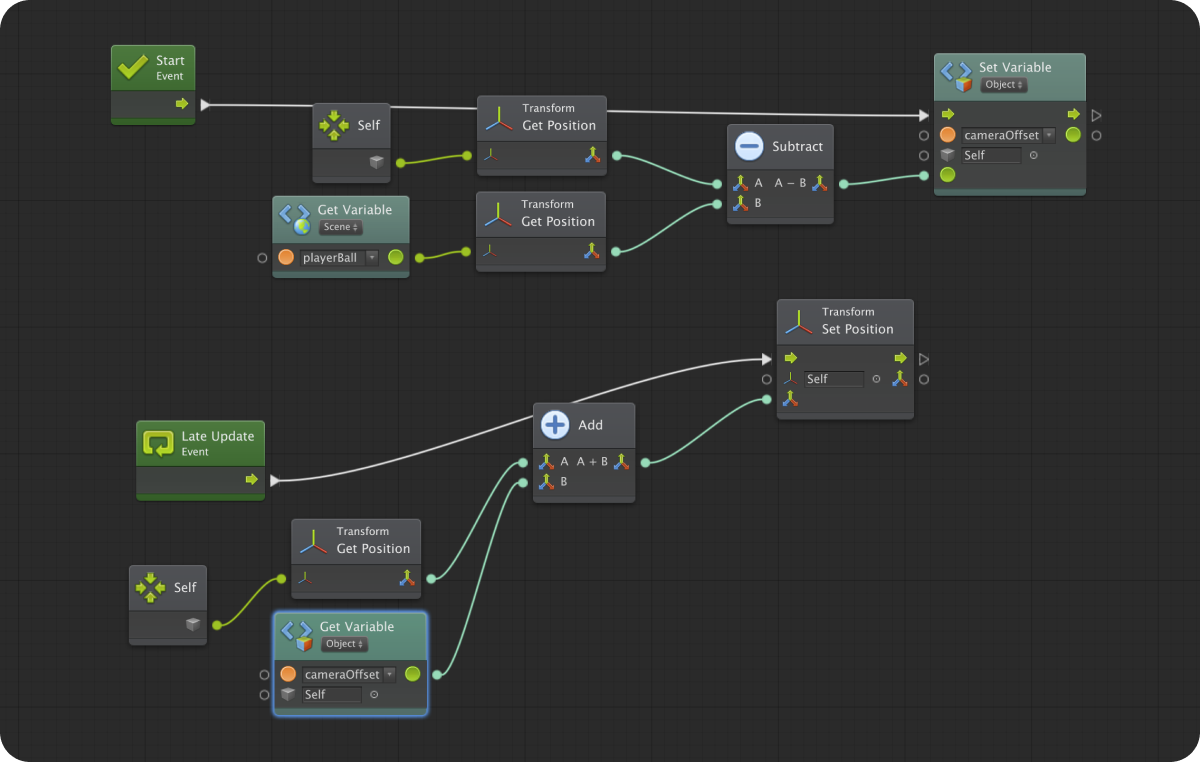 Start
Event
Self
Transform
Get Position
Get Variable
Scene
playerBall
Transform
Get Position
Subtract
A A − B
B
Set Variable
Object
cameraOffset
Self
Transform
Set Position
Self
Late Update
Event
Add
A A + B
B
Transform
Get Position
Self
Get Variable
Object
cameraOffset
Self